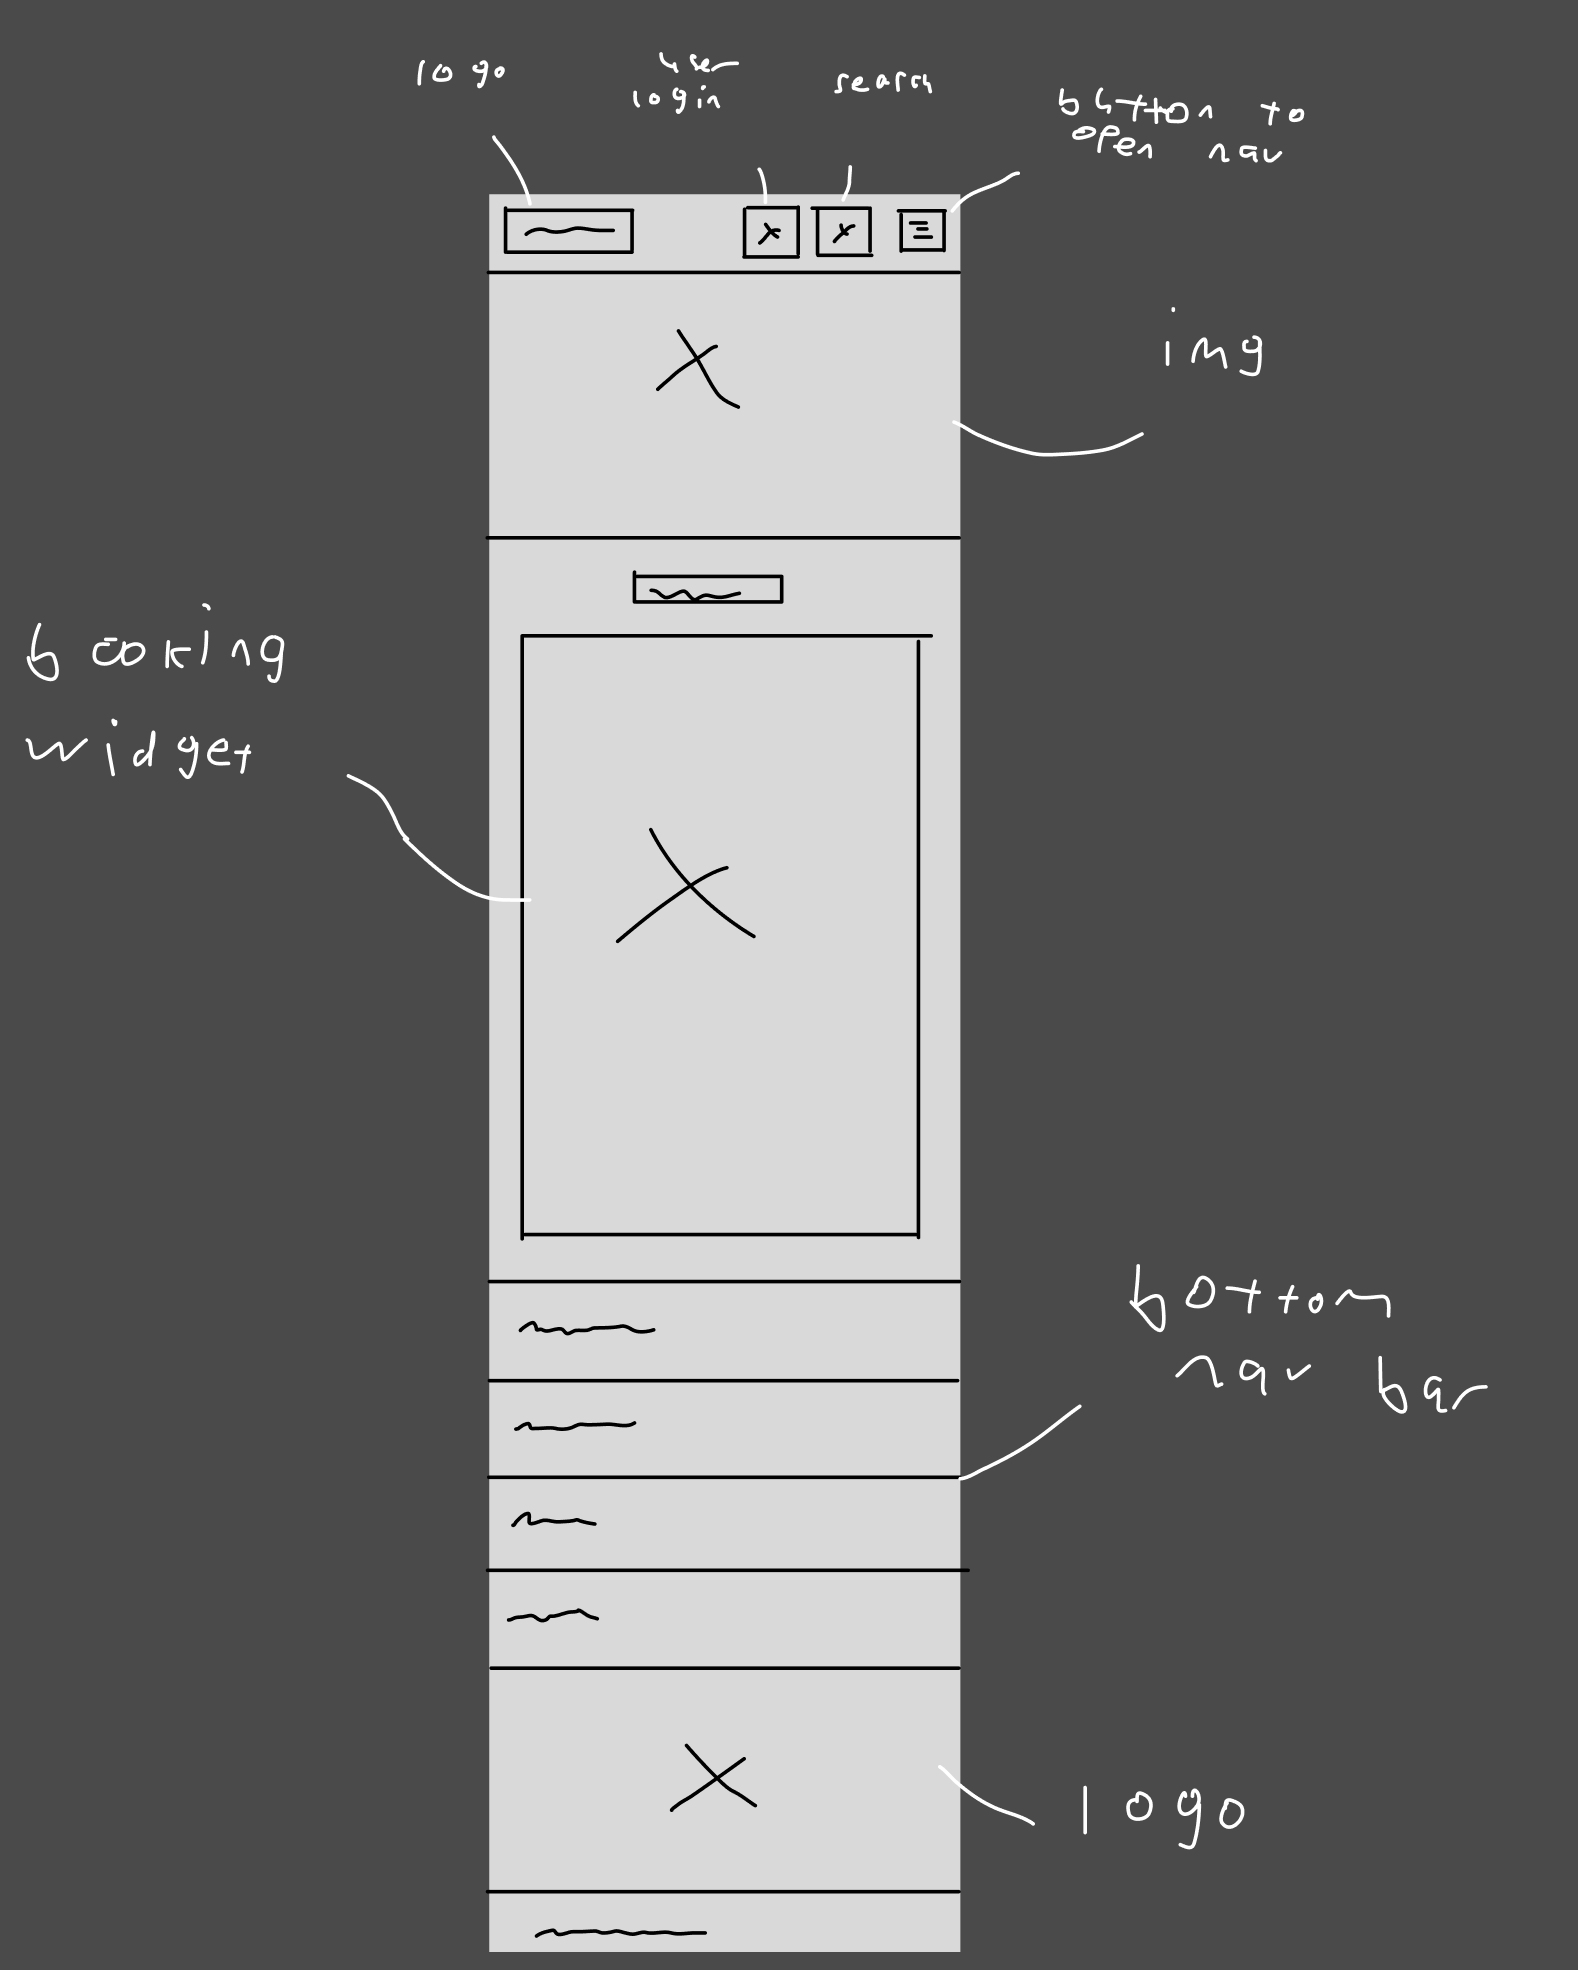 logo
user
login
search
button to
open nav
img
booking
widget
bottom
nav bar
logo